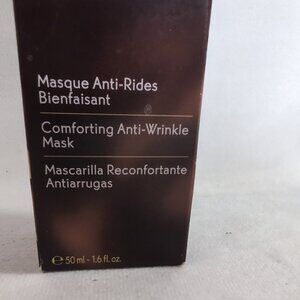 Masque Anti-Rides
Bienfaisant
Comforting Anti-Wrinkle
Mask
Mascarilla Reconfortante
Antiarrugas
℮ 50 ml - 1.6 fl. oz.